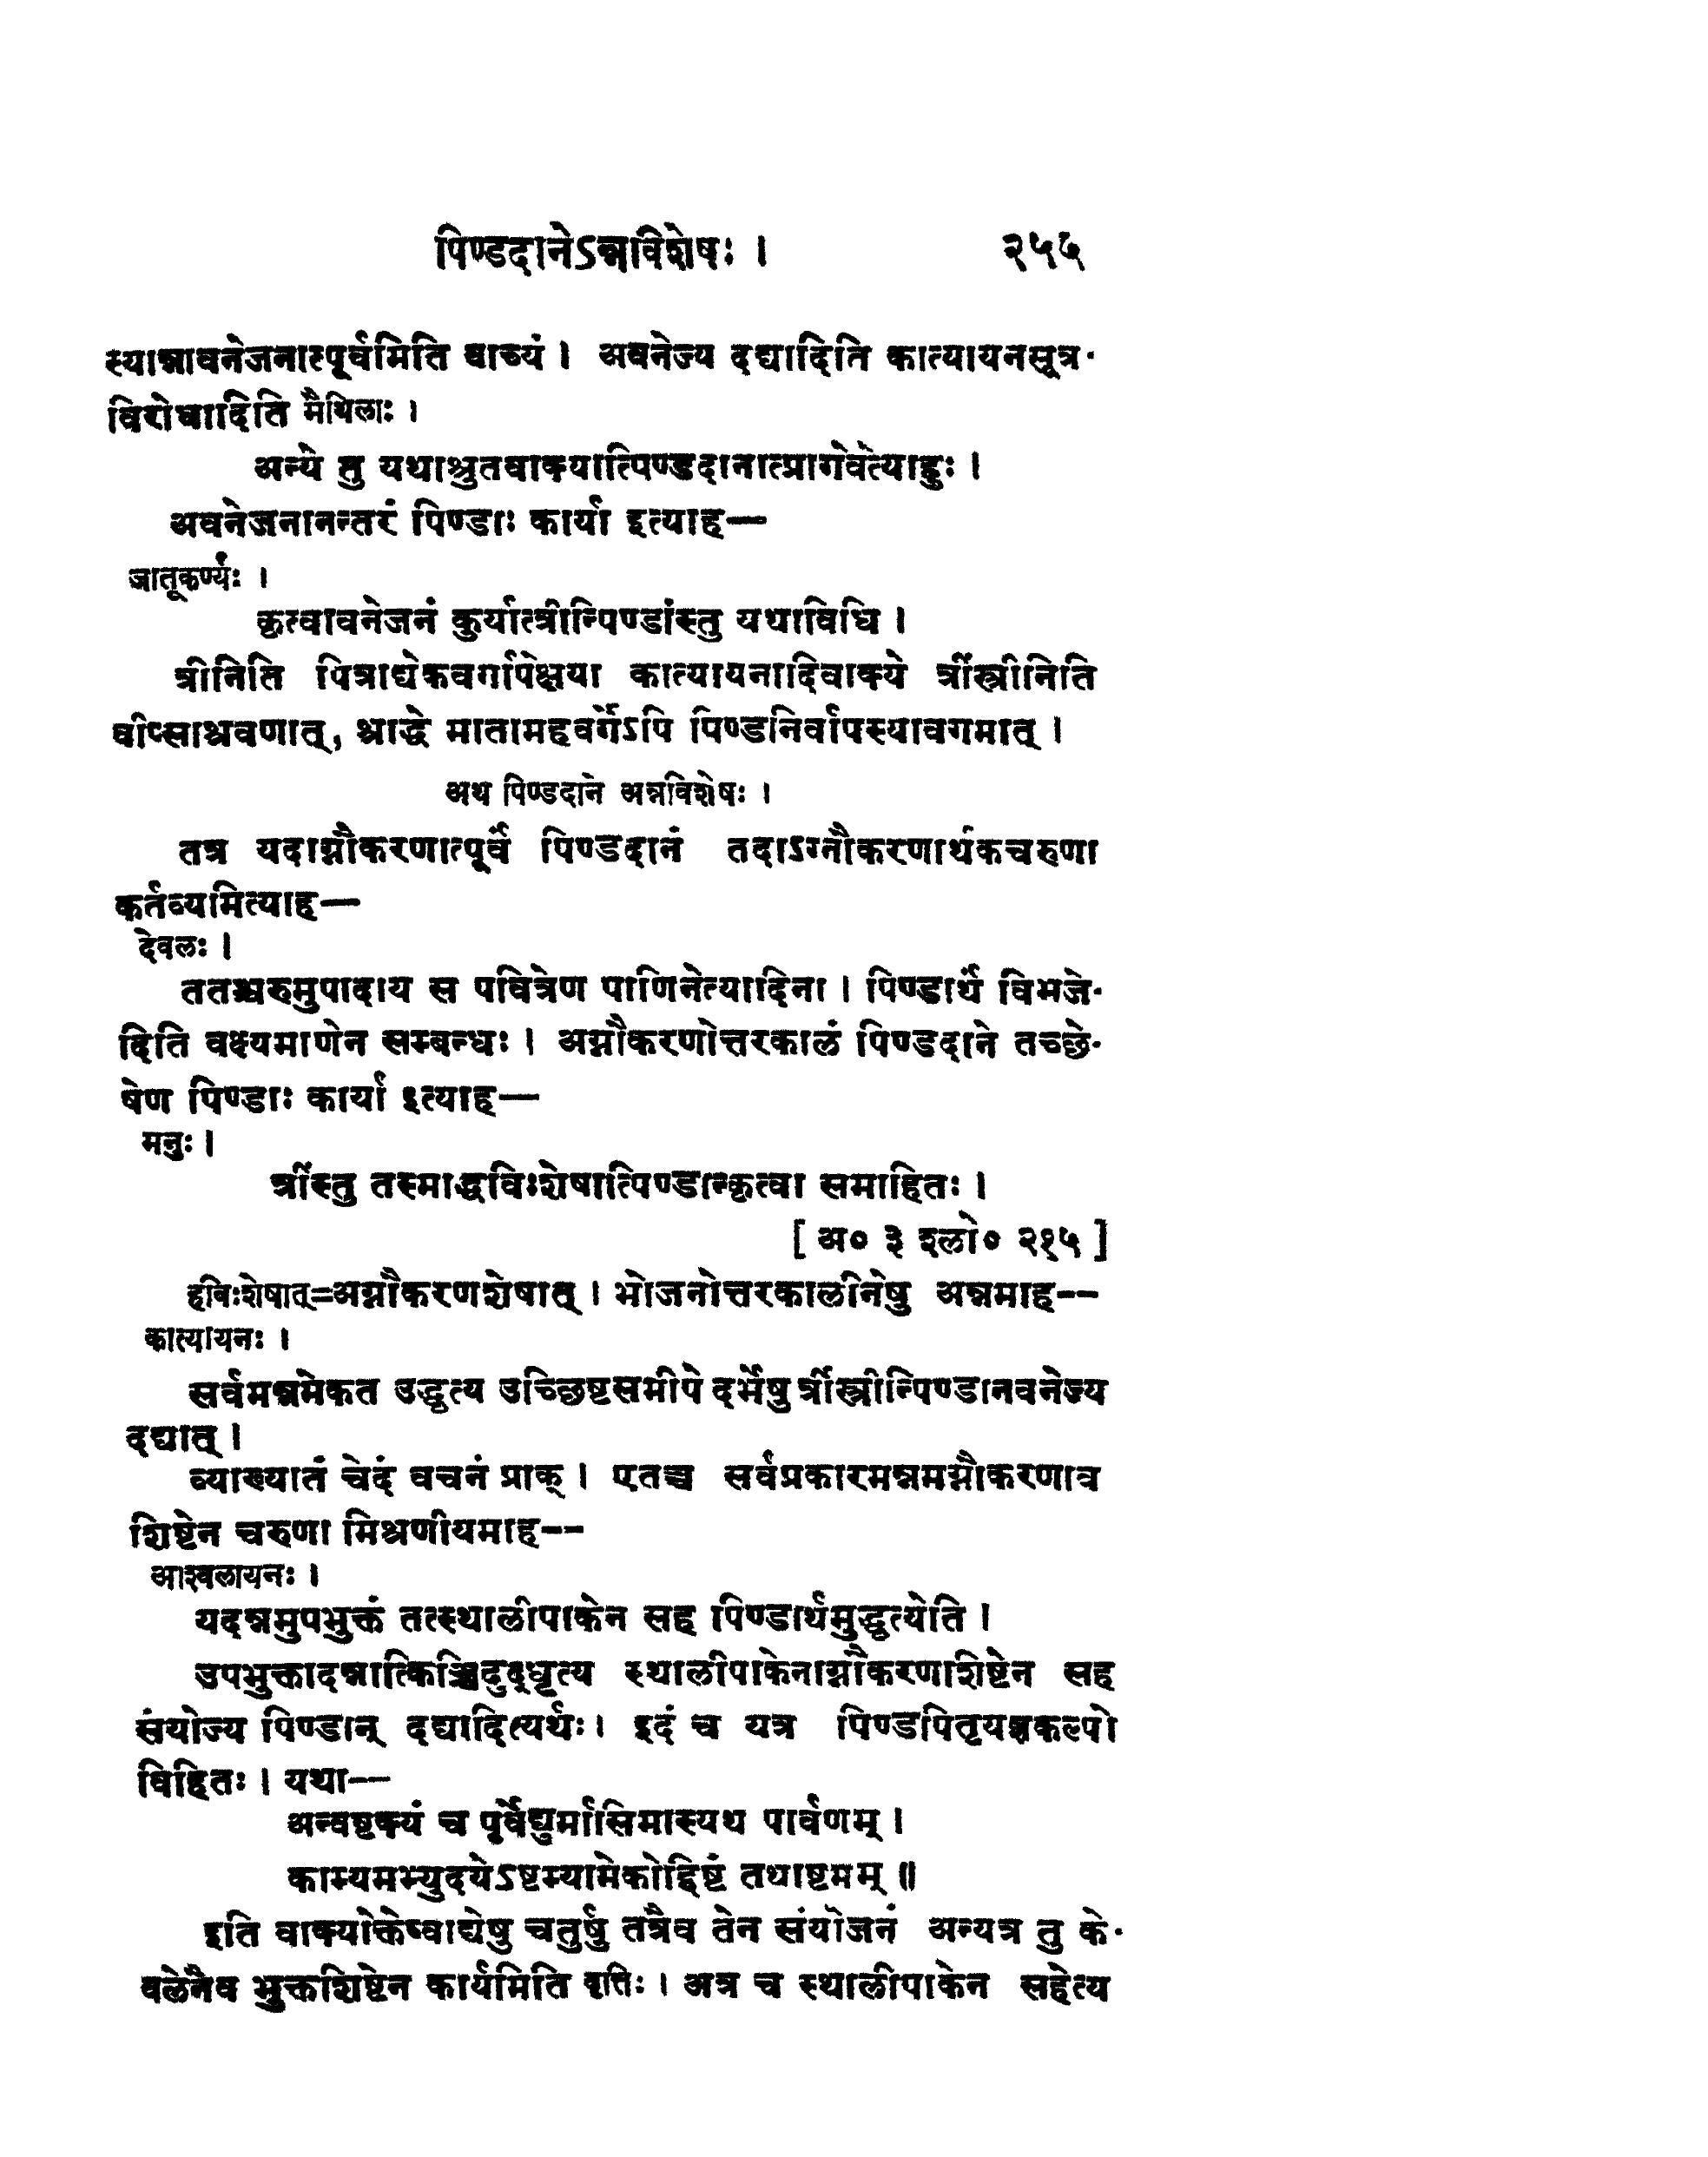 पिण्डदानेऽन्नविशेषः । २५५
स्यान्नावनेजनात्पूर्वमिति वाच्यं । अवनेज्य दद्यादिति कात्यायनसूत्र-
विरोधादिति मैथिलाः ।
अन्ये तु यथाश्रुतवाक्यात्पिण्डदानात्प्रागेवेत्याहुः ।
अवनेजनानन्तरं पिण्डाः कार्या इत्याह—
जातूकर्ण्यः ।
कृत्वावनेजनं कुर्यात्त्रीन्पिण्डांस्तु यथाविधि ।
त्रीनिति पित्राद्येकवर्गापेक्षया कात्यायनादिवाक्ये त्रींस्त्रीनिति
वीप्साश्रवणात्, श्राद्धे मातामहवर्गेऽपि पिण्डनिर्वापस्यावगमात् ।
अथ पिण्डदाने अन्नविशेषः ।
तत्र यदाग्नौकरणात्पूर्वं पिण्डदानं तदाऽग्नौकरणार्थकचरुणा
कर्तव्यमित्याह—
देवलः ।
ततश्चरुमुपादाय स पवित्रेण पाणिनेत्यादिना । पिण्डार्थं विभजे-
दिति वक्ष्यमाणेन सम्बन्धः । अग्नौकरणोत्तरकालं पिण्डदाने तच्छे-
षेण पिण्डाः कार्या इत्याह—
मनुः ।
त्रींस्तु तस्माद्धविःशेषात्पिण्डान्कृत्वा समाहितः ।
[ अ० ३ श्लो० २१५ ]
हविःशेषात्=अग्नौकरणशेषात् । भोजनोत्तरकालीनेषु अन्नमाह--
कात्यायनः ।
सर्वमन्नमेकत उद्धृत्य उच्छिष्टसमीपे दर्भेषु त्रींस्त्रीन्पिण्डानवनेज्य
दद्यात् ।
व्याख्यातं चेदं वचनं प्राक् । एतच्च सर्वप्रकारमन्नमग्नौकरणाव
शिष्टेन चरुणा मिश्रणीयमाह--
आश्वलायनः ।
यदन्नमुपभुक्तं तत्स्थालीपाकेन सह पिण्डार्थमुद्धृत्येति ।
उपभुक्तादन्नात्किञ्चिदुद्धृत्य स्थालीपाकेनाग्नौकरणाशिष्टेन सह
संयोज्य पिण्डान् दद्यादित्यर्थः । इदं च यत्र पिण्डपितृयज्ञकल्पो
विहितः । यथा—
अन्वष्टक्यं च पूर्वेद्युर्मासिमास्यथ पार्वणम् ।
काम्यमभ्युदयेऽष्टम्यामेकोद्दिष्टं तथाष्टमम् ॥
इति वाक्योक्तेष्वाद्येषु चतुर्षु तत्रैव तेन संयोजनं अन्यत्र तु के-
वलेनैव भुक्तशिष्टेन कार्यमिति वृत्तिः । अत्र च स्थालीपाकेन सहेत्य